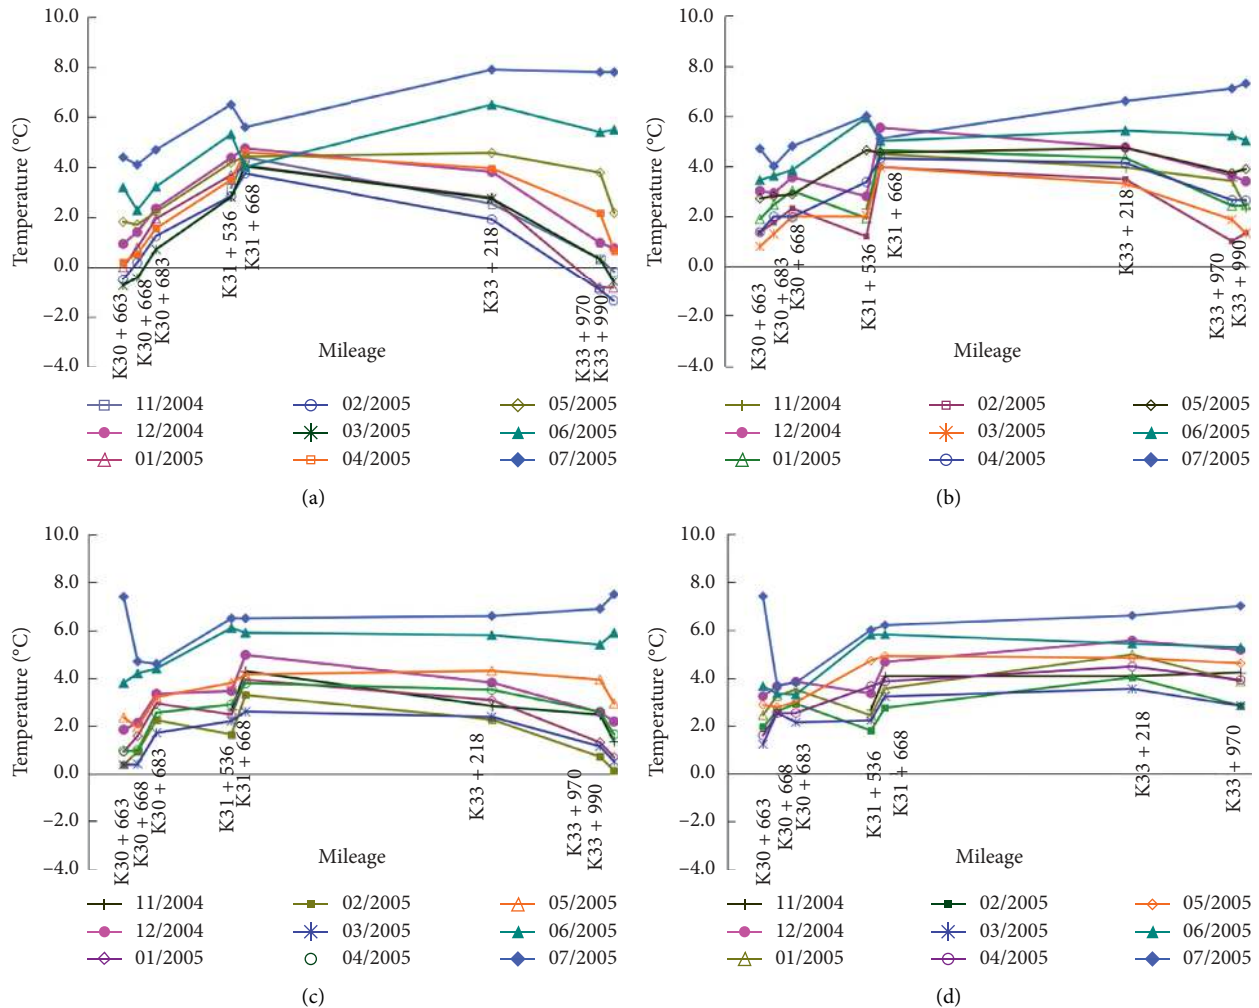 10.0
8.0
6.0
4.0
2.0
0.0
–2.0
–4.0
Temperature (°C)
K30 + 663
K30 + 668
K30 + 683
K31 + 536
K31 + 668
K33 + 218
K33 + 970
K33 + 990
Mileage
11/2004
02/2005
05/2005
12/2004
03/2005
06/2005
01/2005
04/2005
07/2005
(a)
10.0
8.0
6.0
4.0
2.0
0.0
–2.0
–4.0
Temperature (°C)
K30 + 663
K30 + 683
K30 + 668
K31 + 536
K31 + 668
K33 + 218
K33 + 970
K33 + 990
Mileage
11/2004
02/2005
05/2005
12/2004
03/2005
06/2005
01/2005
04/2005
07/2005
(b)
10.0
8.0
6.0
4.0
2.0
0.0
–2.0
–4.0
Temperature (°C)
K30 + 663
K30 + 668
K30 + 683
K31 + 536
K31 + 668
K33 + 218
K33 + 970
K33 + 990
Mileage
11/2004
02/2005
05/2005
12/2004
03/2005
06/2005
01/2005
04/2005
07/2005
(c)
10.0
8.0
6.0
4.0
2.0
0.0
–2.0
–4.0
Temperature (°C)
K30 + 663
K30 + 668
K30 + 683
K31 + 536
K31 + 668
K33 + 218
K33 + 970
Mileage
11/2004
02/2005
05/2005
12/2004
03/2005
06/2005
01/2005
04/2005
07/2005
(d)